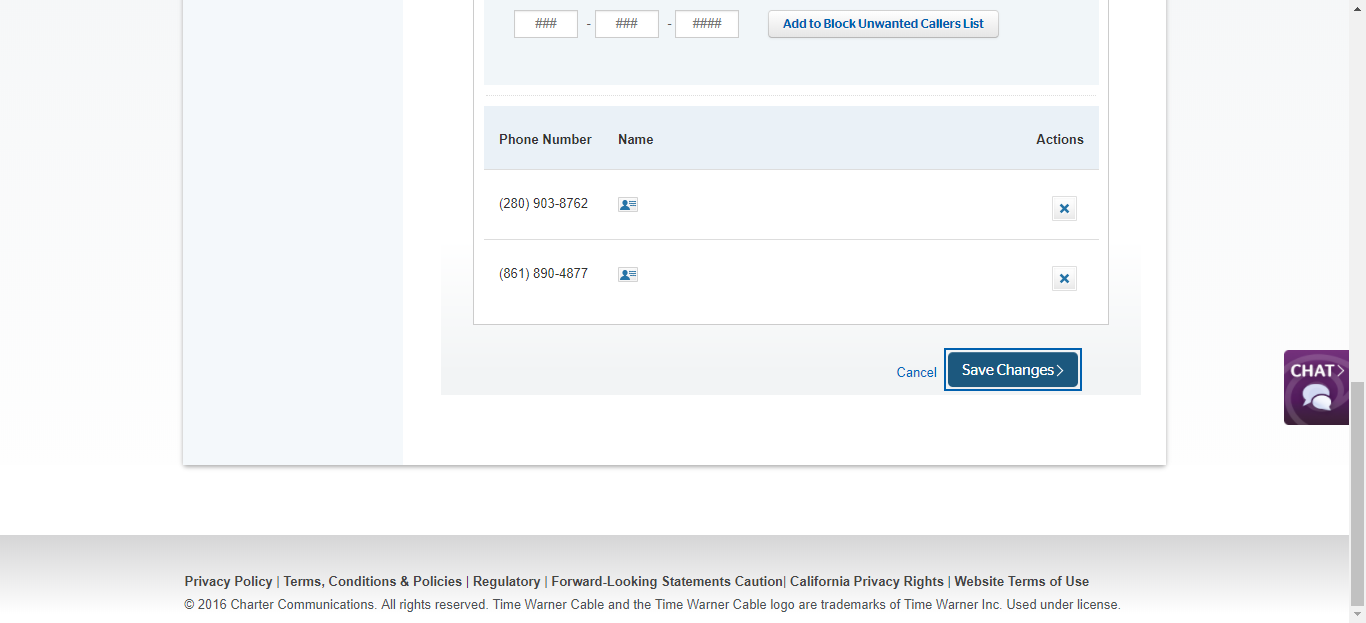 ### - ### - #### Add to Block Unwanted Callers List
Phone Number Name Actions
(280) 903-8762
(861) 890-4877
Cancel Save Changes
CHAT
Privacy Policy | Terms, Conditions & Policies | Regulatory | Forward-Looking Statements Caution| California Privacy Rights | Website Terms of Use
© 2016 Charter Communications. All rights reserved. Time Warner Cable and the Time Warner Cable logo are trademarks of Time Warner Inc. Used under license.